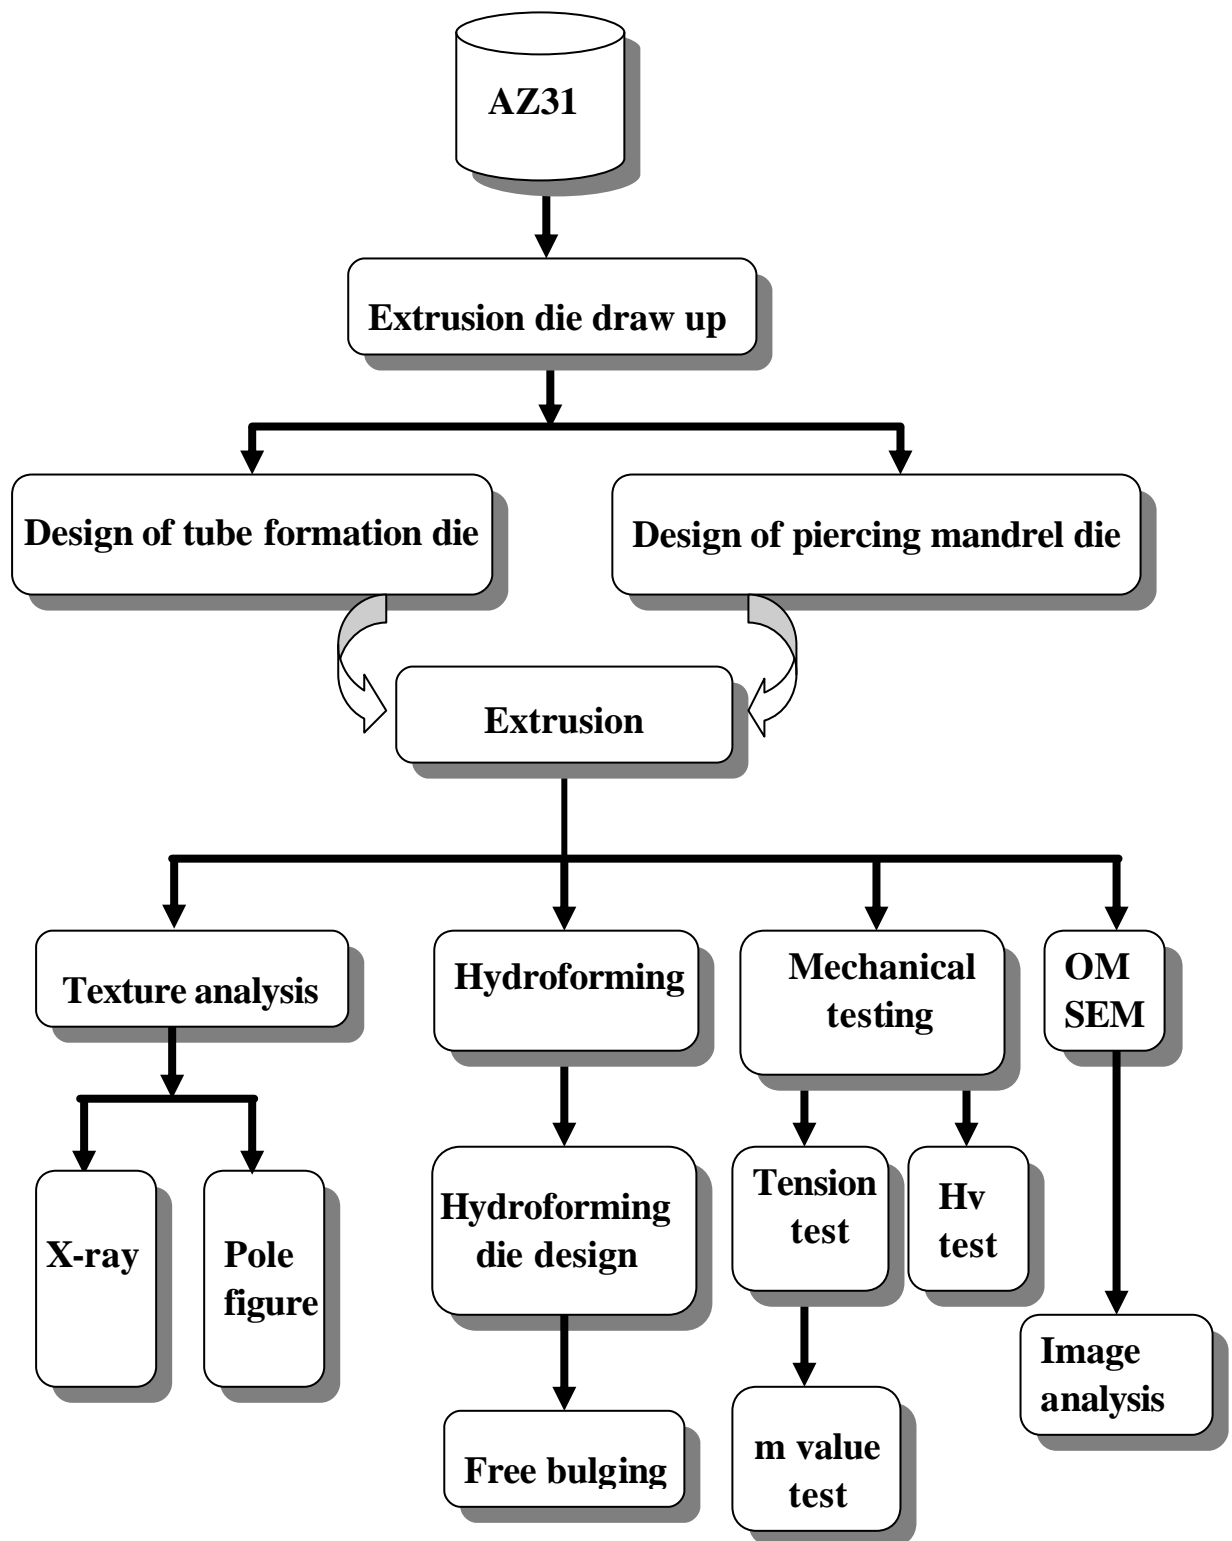 AZ31
Extrusion die draw up
Design of tube formation die
Design of piercing mandrel die
Extrusion
Texture analysis
Hydroforming
Mechanical
testing
OM
SEM
X-ray
Pole
figure
Hydroforming
die design
Tension
test
Hv
test
Image
analysis
Free bulging
m value
test